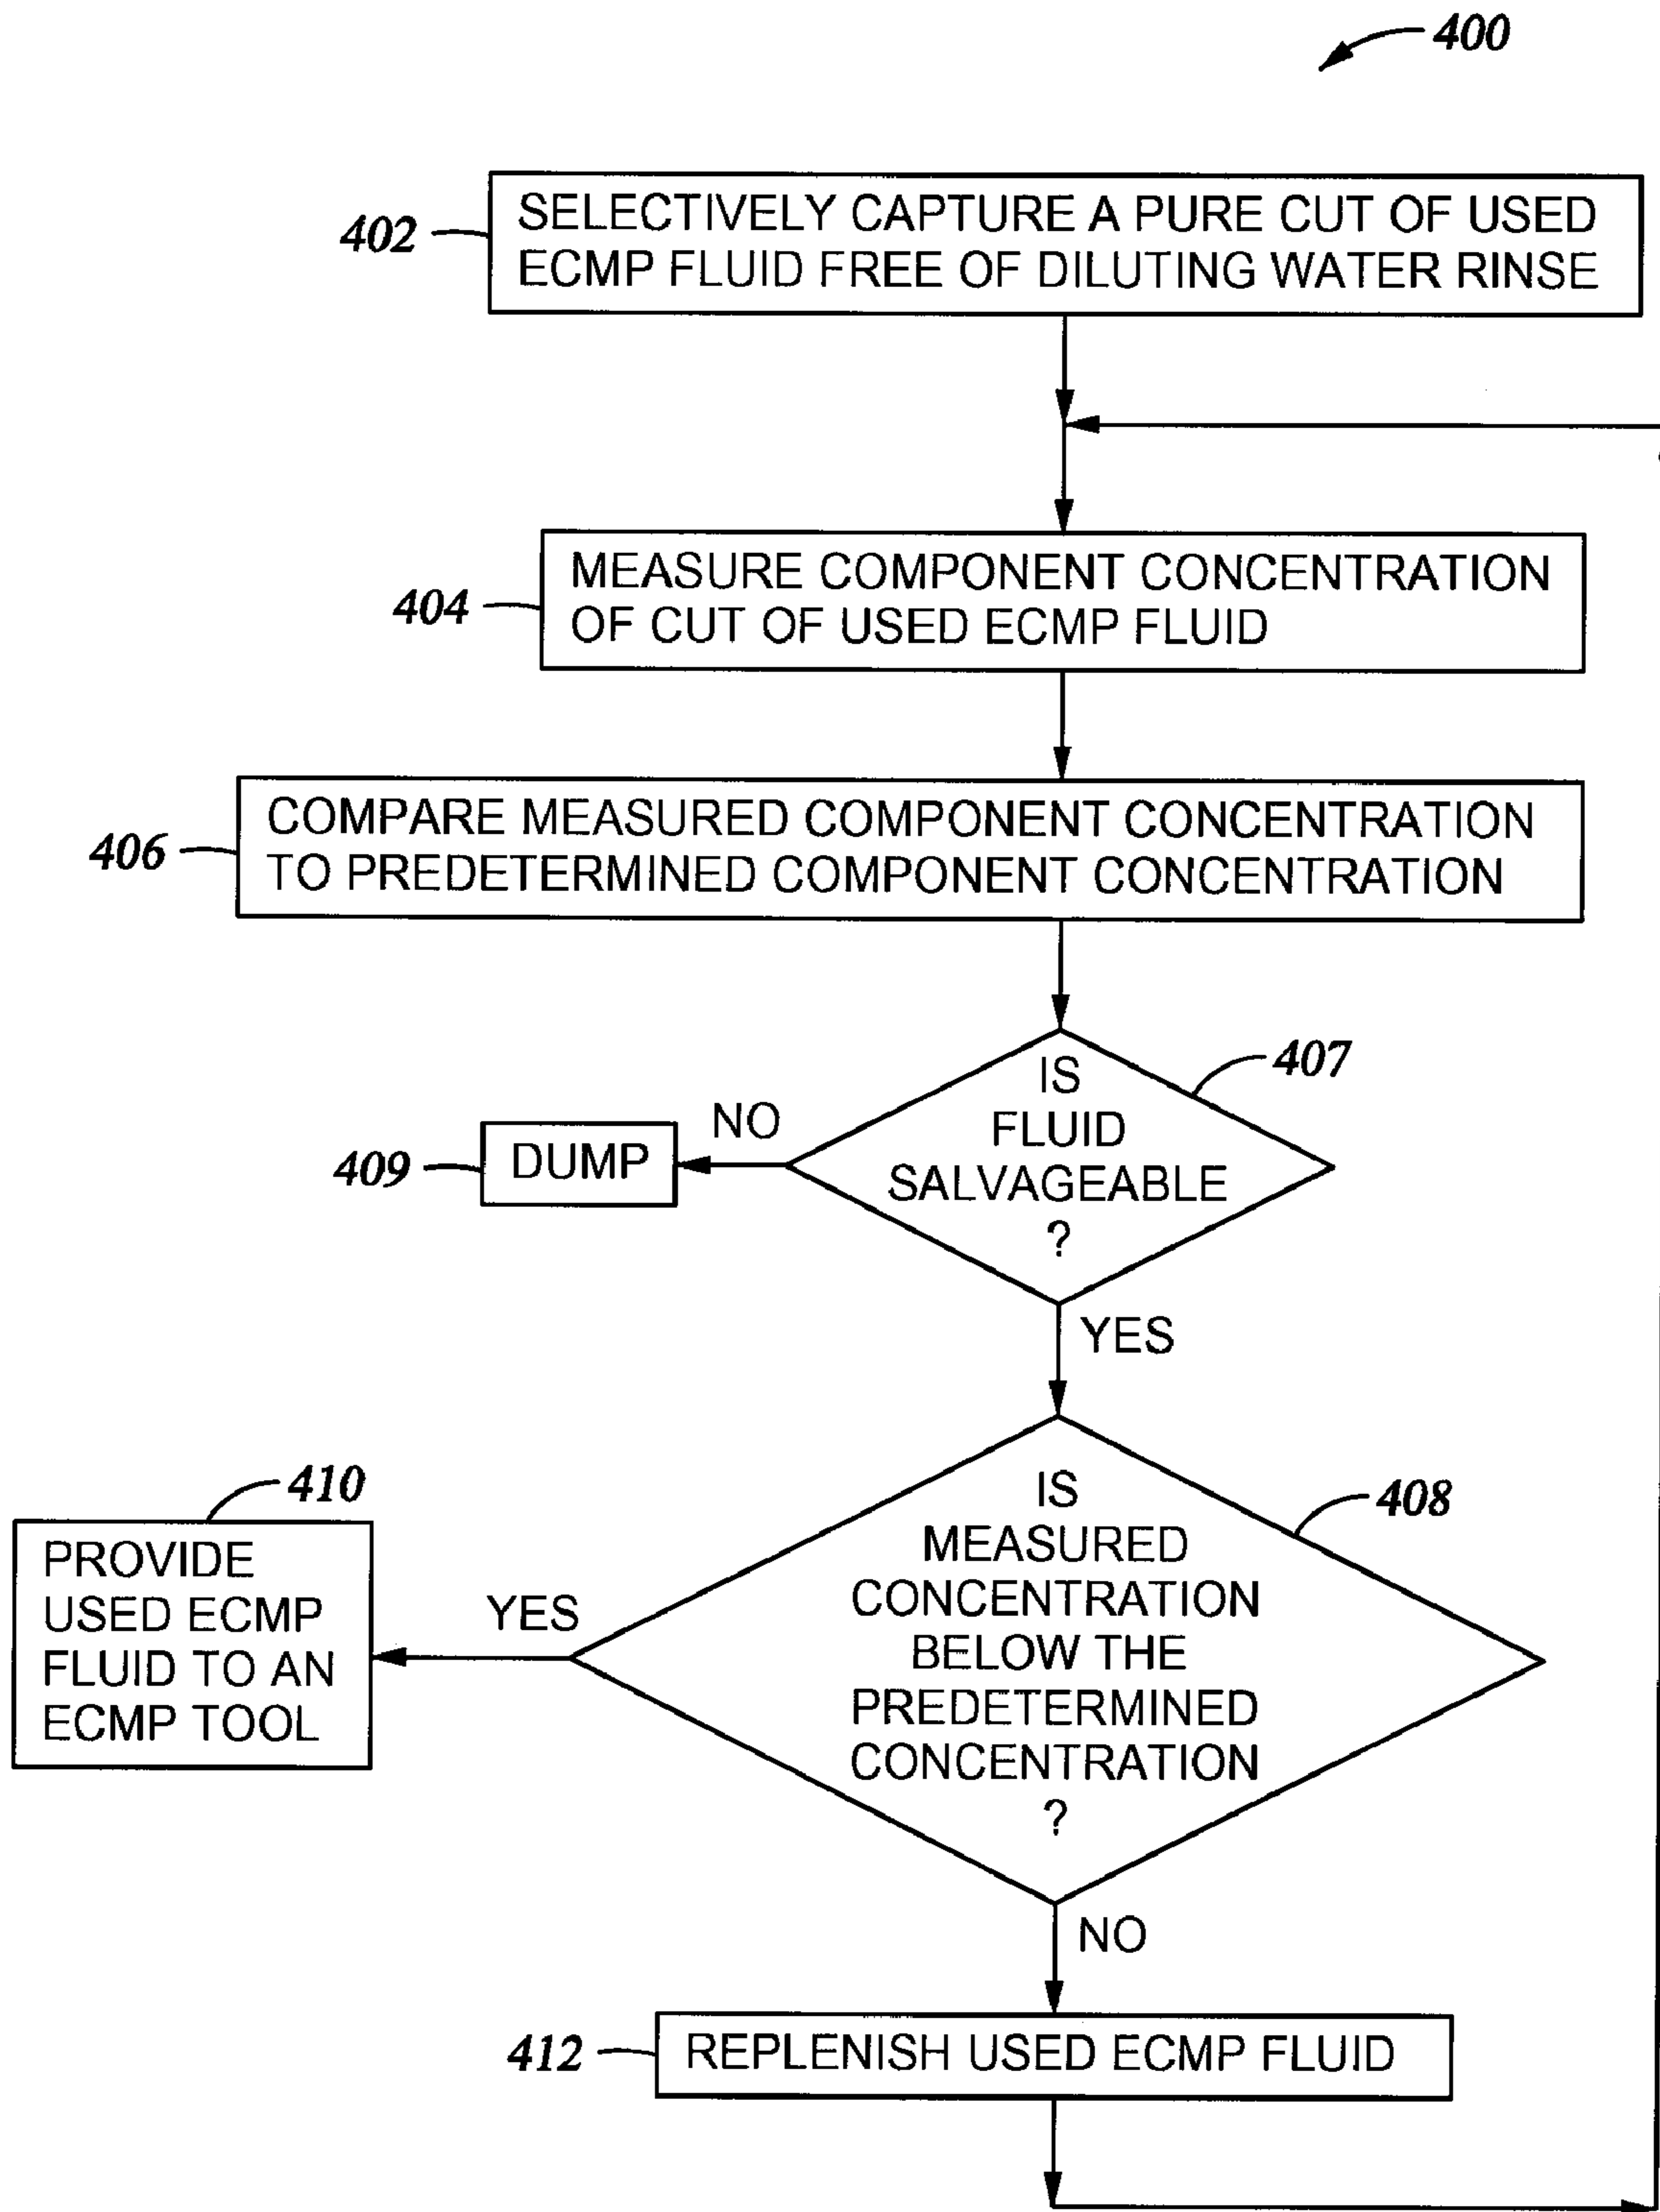 400
402
SELECTIVELY CAPTURE A PURE CUT OF USED
ECMP FLUID FREE OF DILUTING WATER RINSE
404
MEASURE COMPONENT CONCENTRATION
OF CUT OF USED ECMP FLUID
406
COMPARE MEASURED COMPONENT CONCENTRATION
TO PREDETERMINED COMPONENT CONCENTRATION
407
IS
FLUID
SALVAGEABLE
?
NO
409
DUMP
YES
408
IS
MEASURED
CONCENTRATION
BELOW THE
PREDETERMINED
CONCENTRATION
?
YES
410
PROVIDE
USED ECMP
FLUID TO AN
ECMP TOOL
NO
412
REPLENISH USED ECMP FLUID